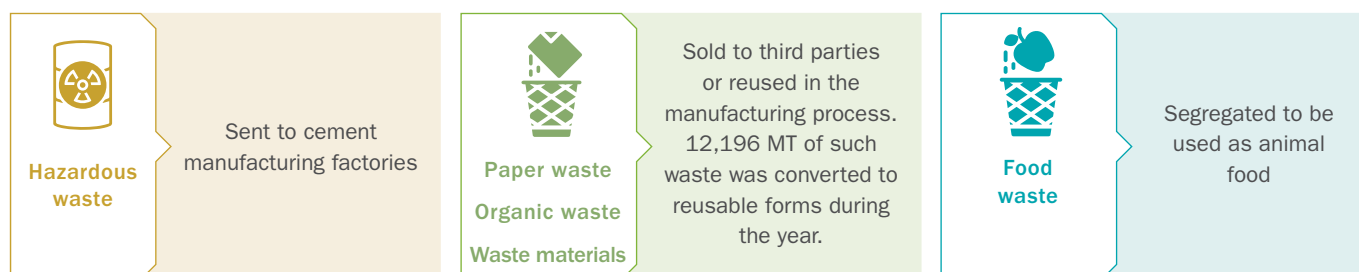 Hazardous
waste
Sent to cement
manufacturing factories
Paper waste
Organic waste
Waste materials
Sold to third parties
or reused in the
manufacturing process.
12,196 MT of such
waste was converted to
reusable forms during
the year.
Food
waste
Segregated to be
used as animal
food